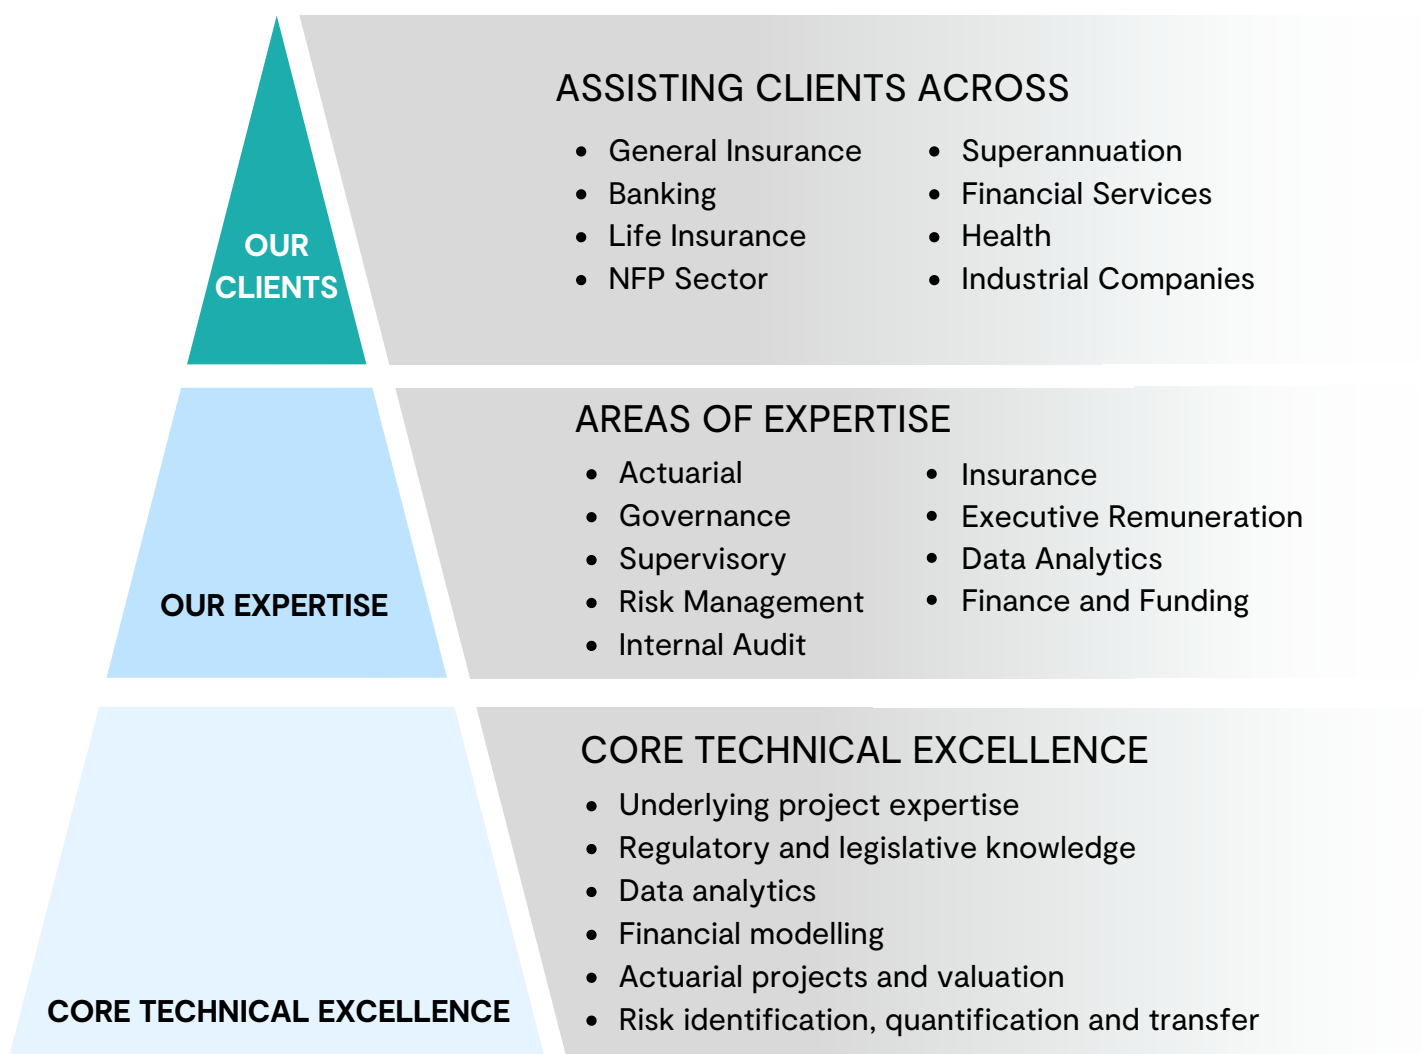 OUR
CLIENTS
ASSISTING CLIENTS ACROSS
• General Insurance
• Banking
• Life Insurance
• NFP Sector
• Superannuation
• Financial Services
• Health
• Industrial Companies
OUR EXPERTISE
AREAS OF EXPERTISE
• Actuarial
• Governance
• Supervisory
• Risk Management
• Internal Audit
• Insurance
• Executive Remuneration
• Data Analytics
• Finance and Funding
CORE TECHNICAL EXCELLENCE
CORE TECHNICAL EXCELLENCE
• Underlying project expertise
• Regulatory and legislative knowledge
• Data analytics
• Financial modelling
• Actuarial projects and valuation
• Risk identification, quantification and transfer